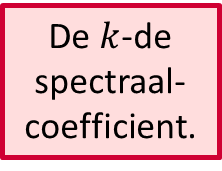 De 𝑘-de
spectraal-
coefficient.